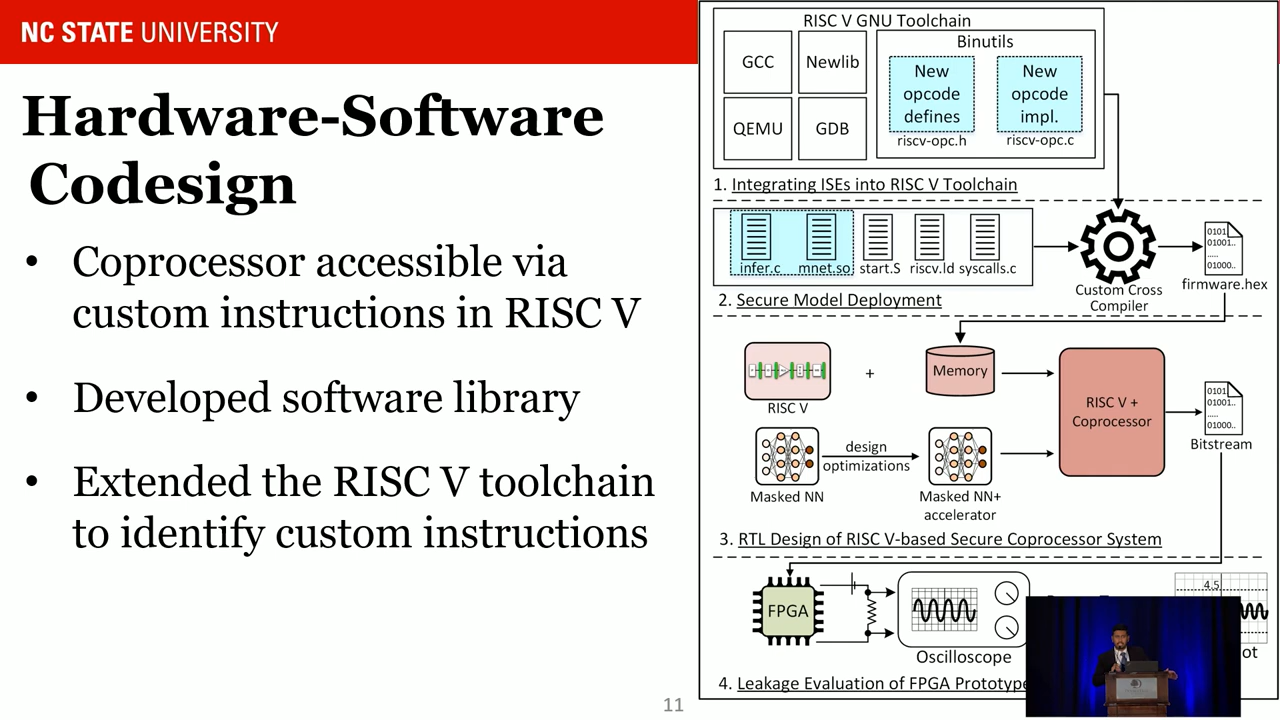 NC STATE UNIVERSITY
Hardware-Software
Codesign
• Coprocessor accessible via
custom instructions in RISC V
• Developed software library
• Extended the RISC V toolchain
to identify custom instructions
11
RISC V GNU Toolchain
GCC
Newlib
QEMU
GDB
Binutils
New
opcode
defines
riscv-opc.h
New
opcode
impl.
riscv-opc.c
1. Integrating ISEs into RISC V Toolchain
infer.c
mnet.so
start.S
riscv.ld
syscalls.c
Custom Cross
Compiler
0101
01001..
.....
01000..
firmware.hex
2. Secure Model Deployment
RISC V
+
Memory
Masked NN
design
optimizations
Masked NN+
accelerator
RISC V +
Coprocessor
0101
01001..
.....
01000..
Bitstream
3. RTL Design of RISC V-based Secure Coprocessor System
FPGA
Oscilloscope
4.5
ot
4. Leakage Evaluation of FPGA Prototype